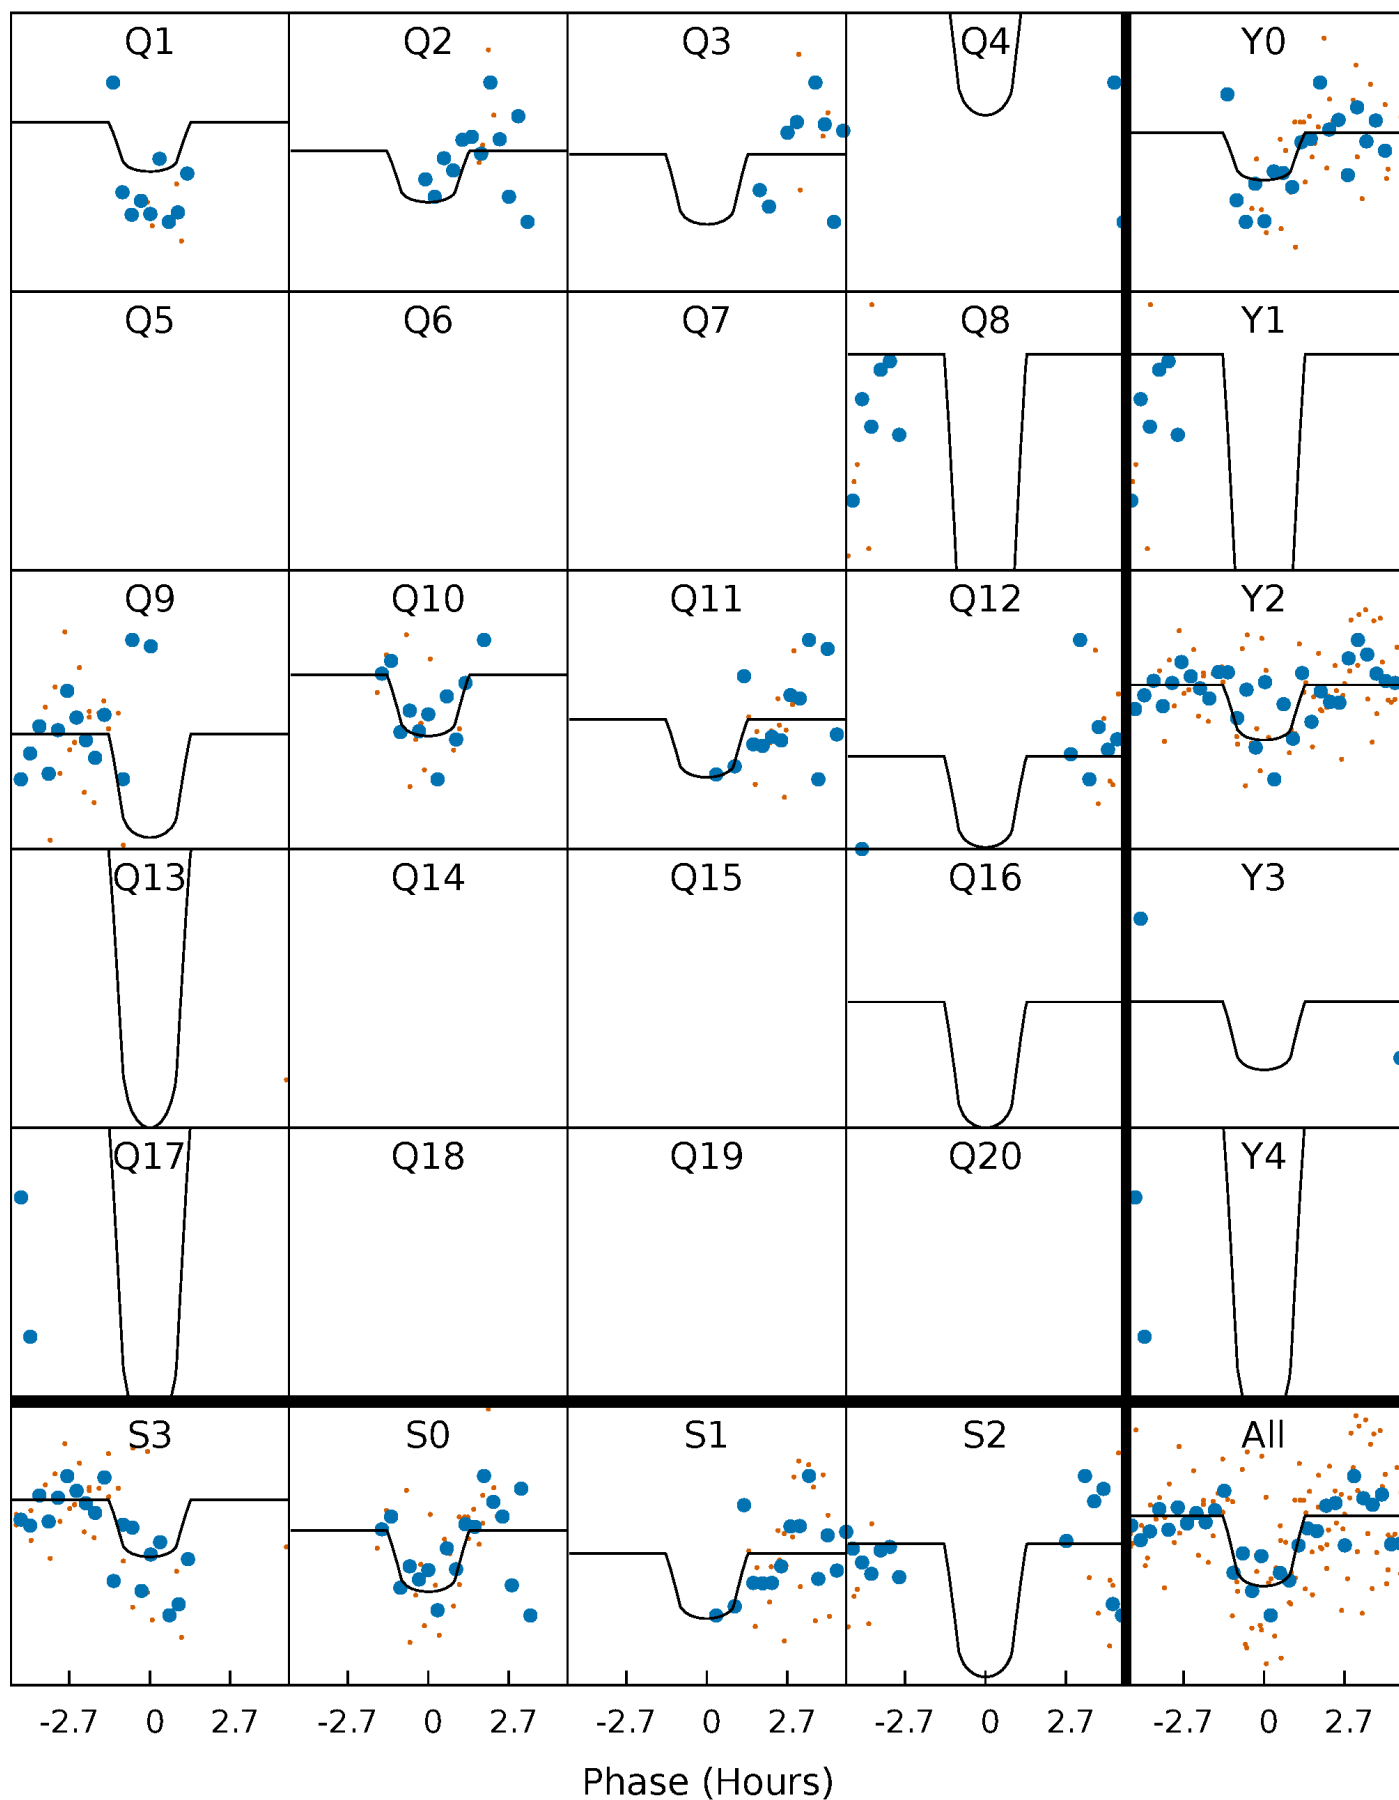 Q1 Q2 Q3 Q4 Y0
Q5 Q6 Q7 Q8 Y1
Q9 Q10 Q11 Q12 Y2
Q13 Q14 Q15 Q16 Y3
Q17 Q18 Q19 Q20 Y4
S3 S0 S1 S2 All
-2.7 0 2.7 -2.7 0 2.7 -2.7 0 2.7 -2.7 0 2.7 -2.7 0 2.7
Phase (Hours)